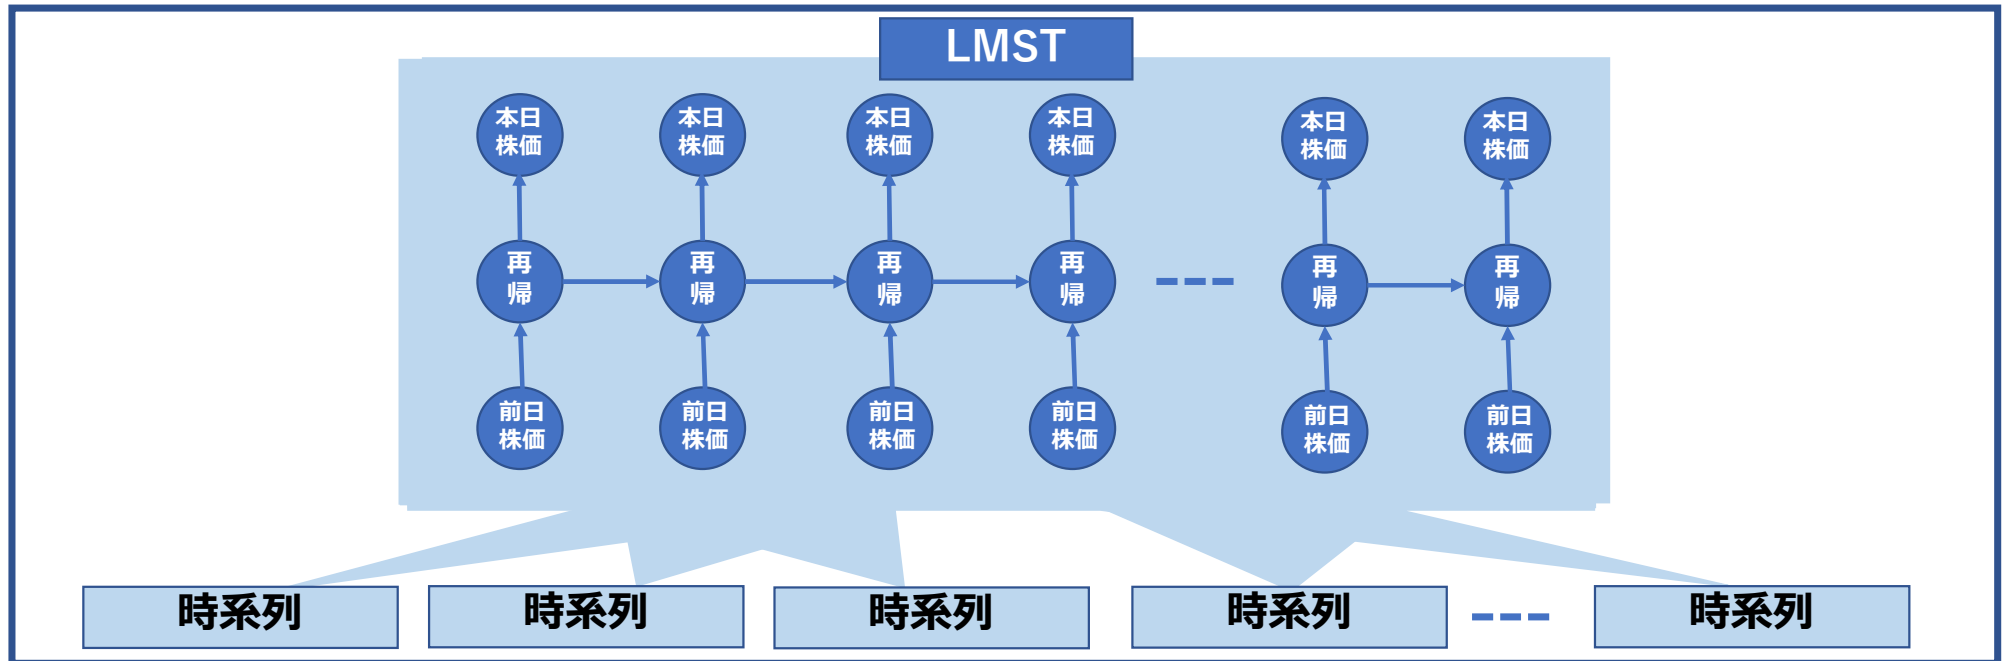 LMST
本日
株価
本日
株価
本日
株価
本日
株価
本日
株価
本日
株価
再
帰
再
帰
再
帰
再
帰
再
帰
再
帰
前日
株価
前日
株価
前日
株価
前日
株価
前日
株価
前日
株価
時系列
時系列
時系列
時系列
時系列